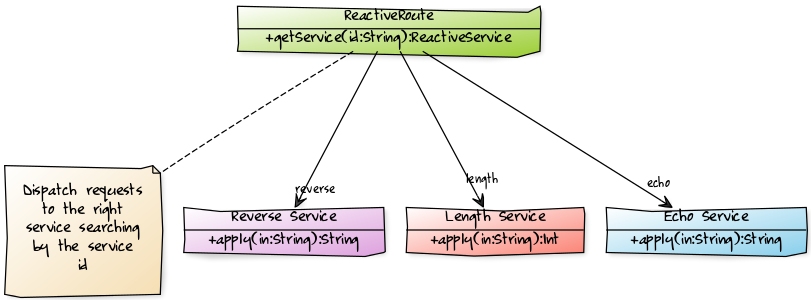 ReactiveRoute
+getService(id:String):ReactiveService
reverse
length
echo
Dispatch requests
to the right
service searching
by the service
id
Reverse Service
+apply(in:String):String
Length Service
+apply(in:String):Int
Echo Service
+apply(in:String):String